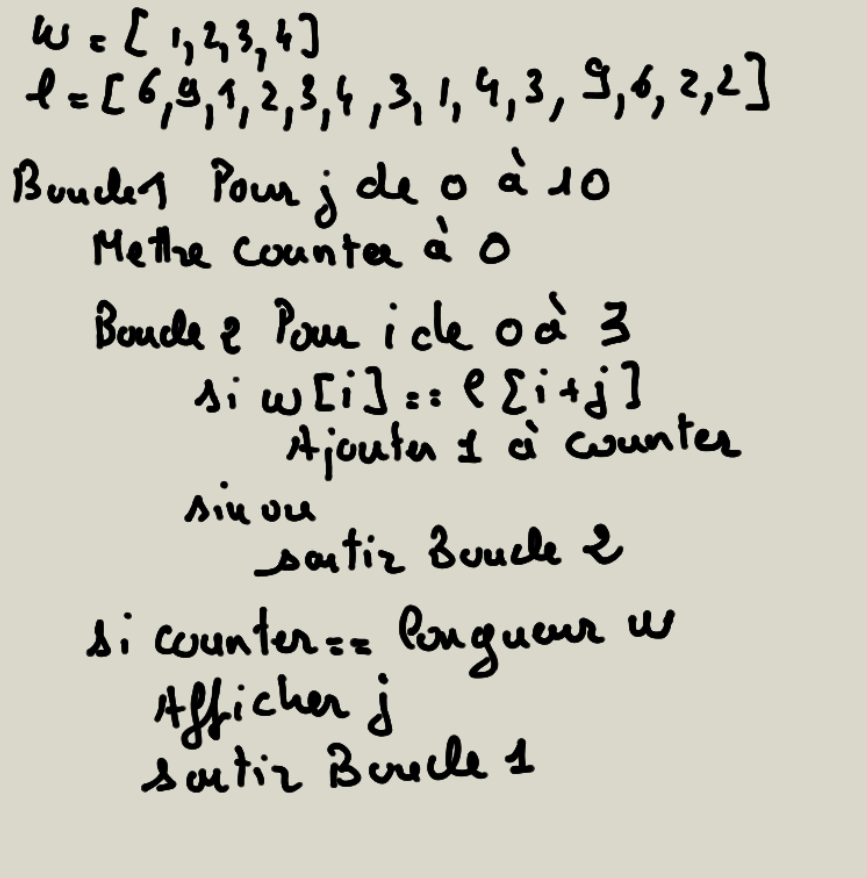 w = [ 1, 2, 3, 4 ]
l = [ 6, 9, 1, 2, 3, 4, 3, 1, 4, 3, 9, 6, 2, 2 ]
Boucle 1 Pour j de 0 à 10
Mettre counter à 0
Boucle 2 Pour i de 0 à 3
si w [ i ] == l [ i + j ]
Ajouter 1 à counter
sinon
sortir Boucle 2
si counter == longueur w
Afficher j
sortir Boucle 1